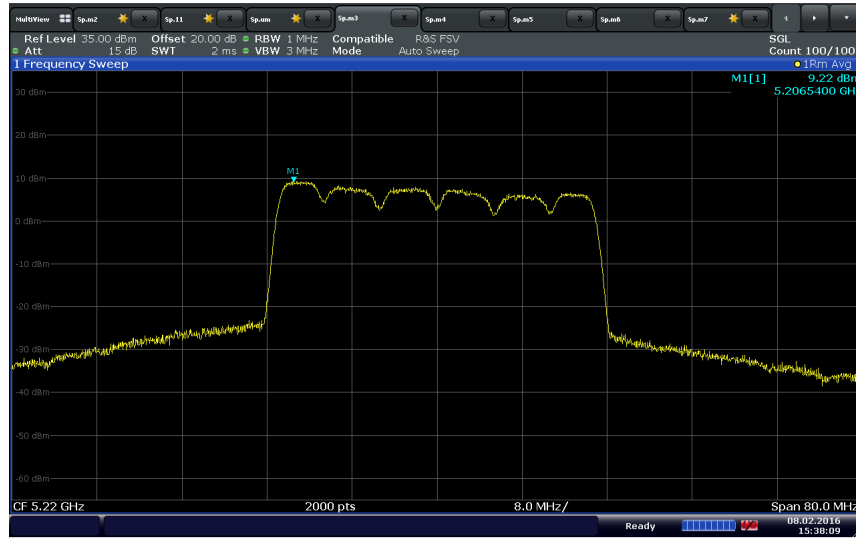 MultiView Sp.m2 X Sp.11 X Sp.um X Sp.m3 X Sp.m4 X Sp.m5 X Sp.m6 X Sp.m7 X
Ref Level 35.00 dBm Offset 20.00 dB RBW 1 MHz Compatible R&S FSV SGL
Att 15 dB SWT 2 ms VBW 3 MHz Mode Auto Sweep Count 100/100
1 Frequency Sweep 1Rm Avg
M1[1] 9.22 dBm
5.2065400 GH
30 dBm
20 dBm
M1
10 dBm
0 dBm
-10 dBm
-20 dBm
-30 dBm
-40 dBm
-50 dBm
-60 dBm
CF 5.22 GHz 2000 pts 8.0 MHz/ Span 80.0 MHz
Ready 08.02.2016
15:38:09